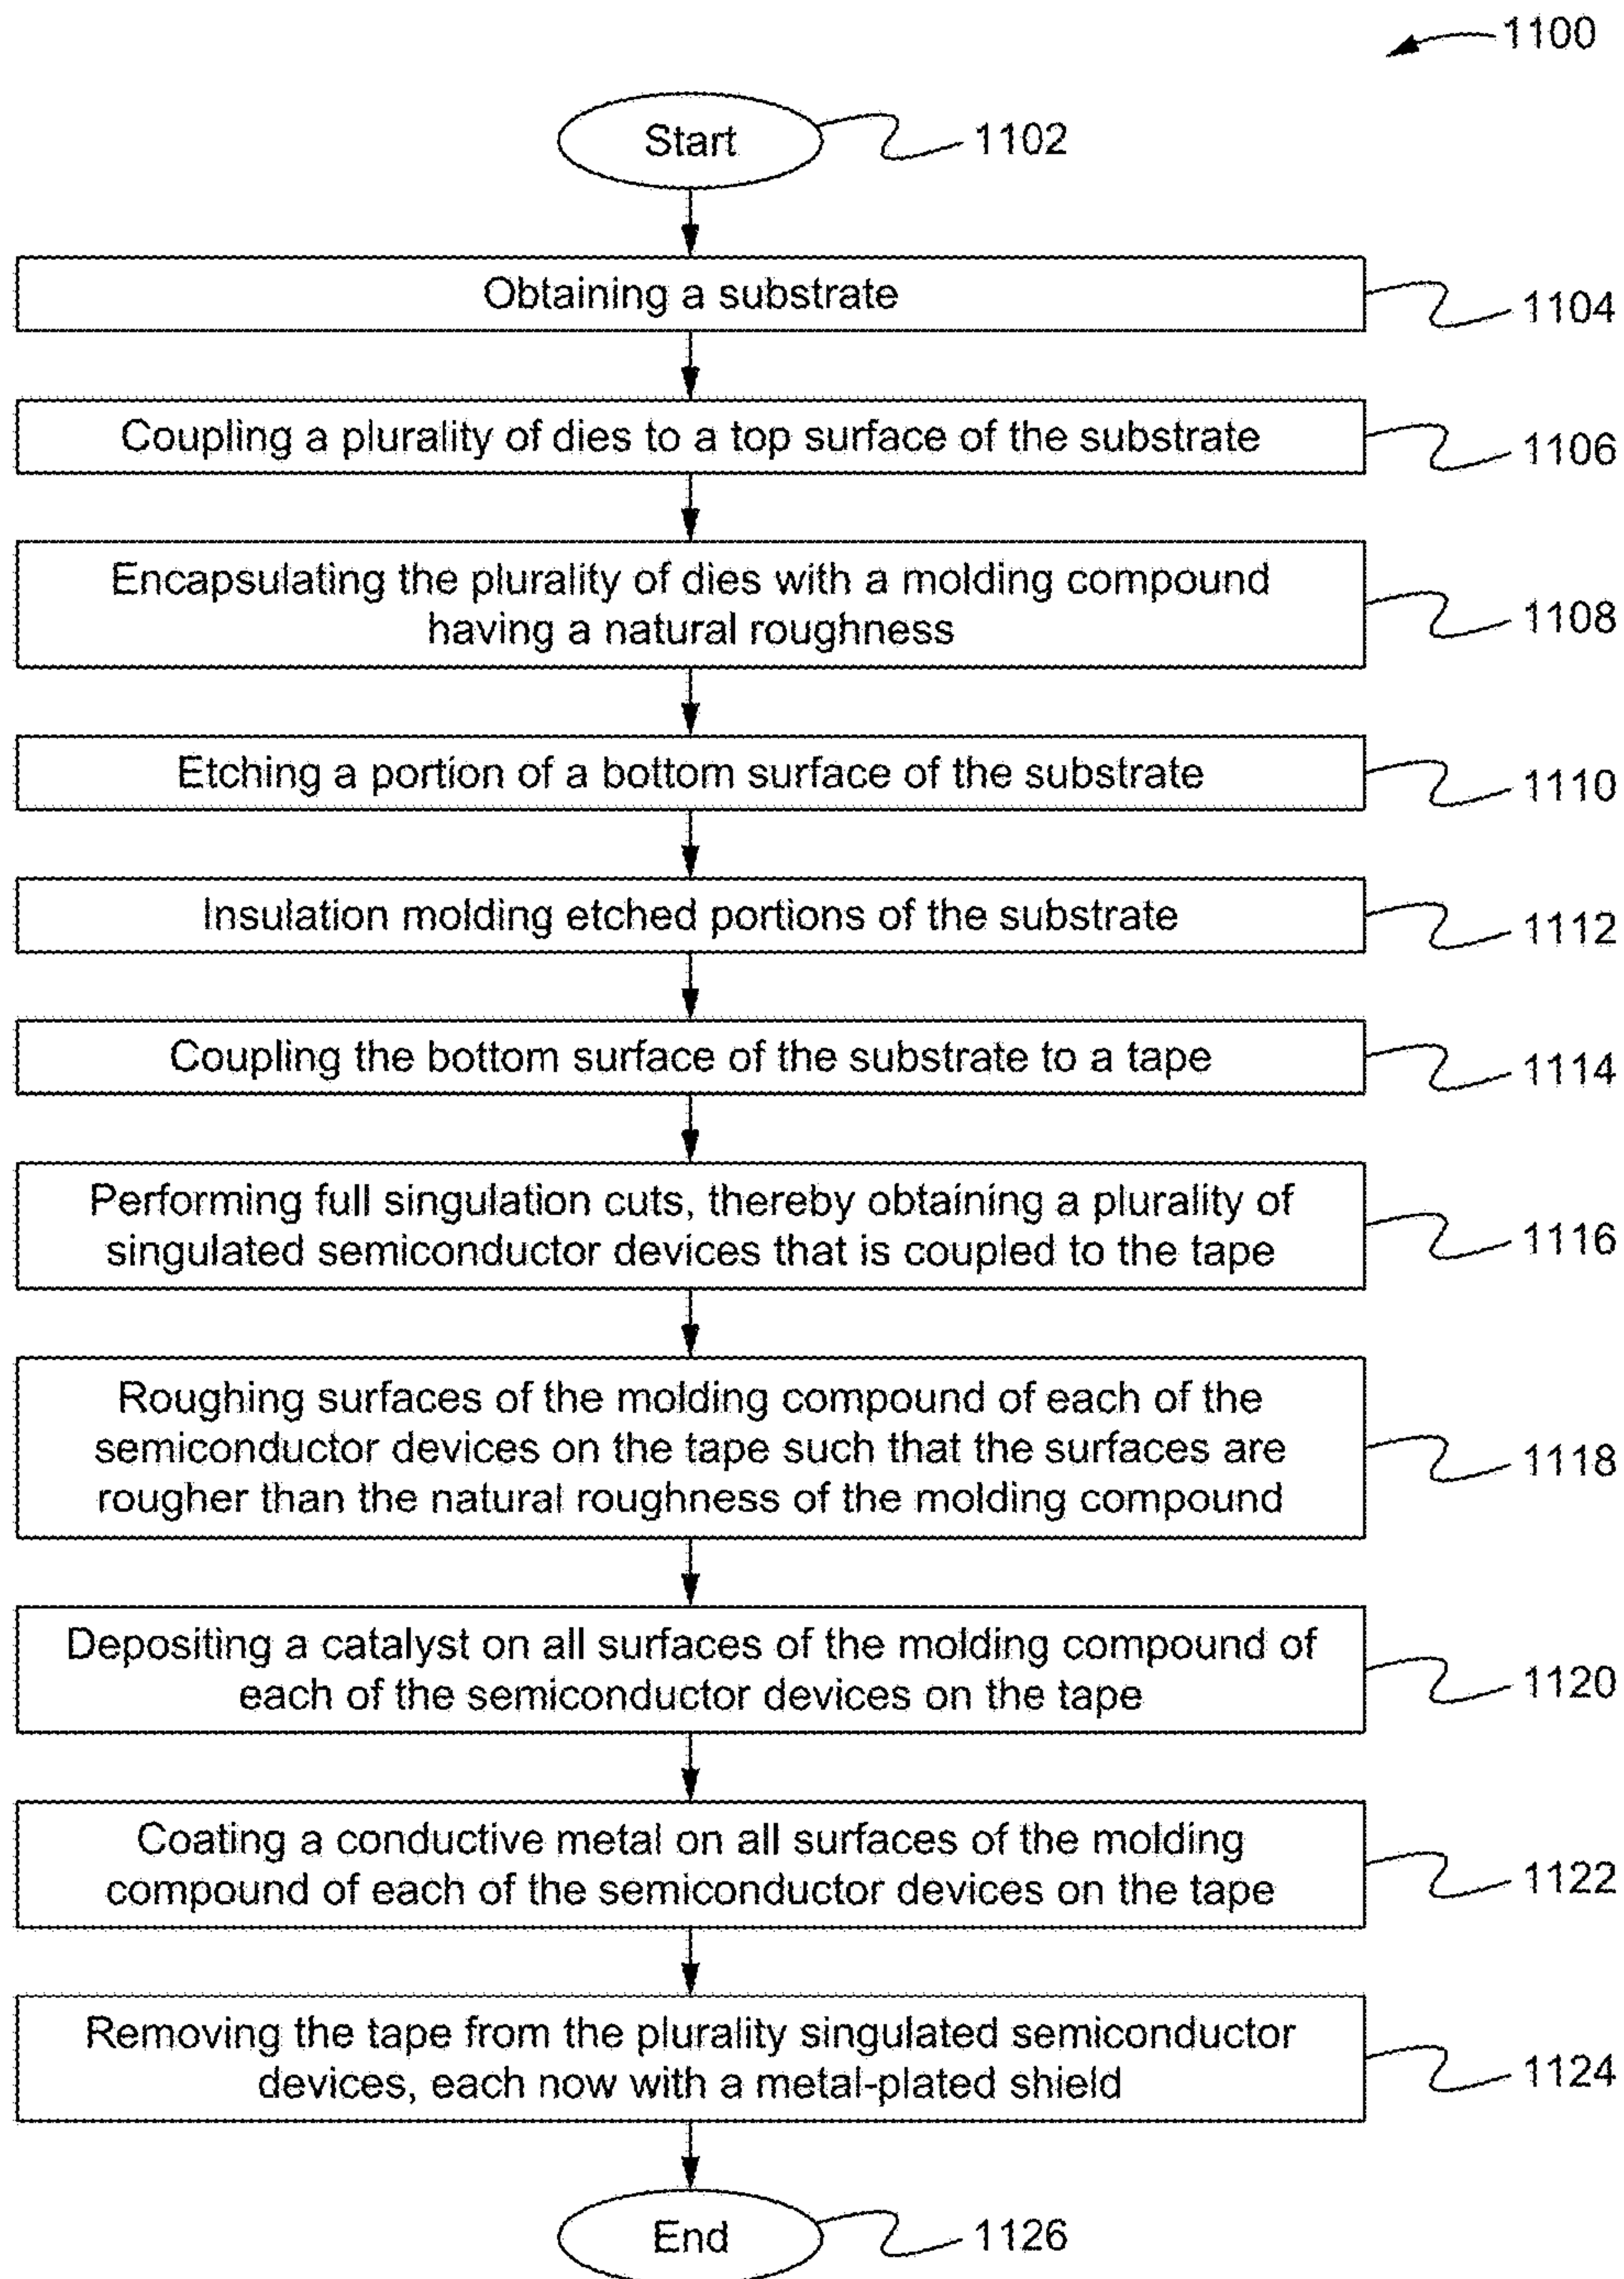 1100
Start
1102
Obtaining a substrate
1104
Coupling a plurality of dies to a top surface of the substrate
1106
Encapsulating the plurality of dies with a molding compound
having a natural roughness
1108
Etching a portion of a bottom surface of the substrate
1110
Insulation molding etched portions of the substrate
1112
Coupling the bottom surface of the substrate to a tape
1114
Performing full singulation cuts, thereby obtaining a plurality of
singulated semiconductor devices that is coupled to the tape
1116
Roughing surfaces of the molding compound of each of the
semiconductor devices on the tape such that the surfaces are
rougher than the natural roughness of the molding compound
1118
Depositing a catalyst on all surfaces of the molding compound of
each of the semiconductor devices on the tape
1120
Coating a conductive metal on all surfaces of the molding
compound of each of the semiconductor devices on the tape
1122
Removing the tape from the plurality singulated semiconductor
devices, each now with a metal-plated shield
1124
End
1126